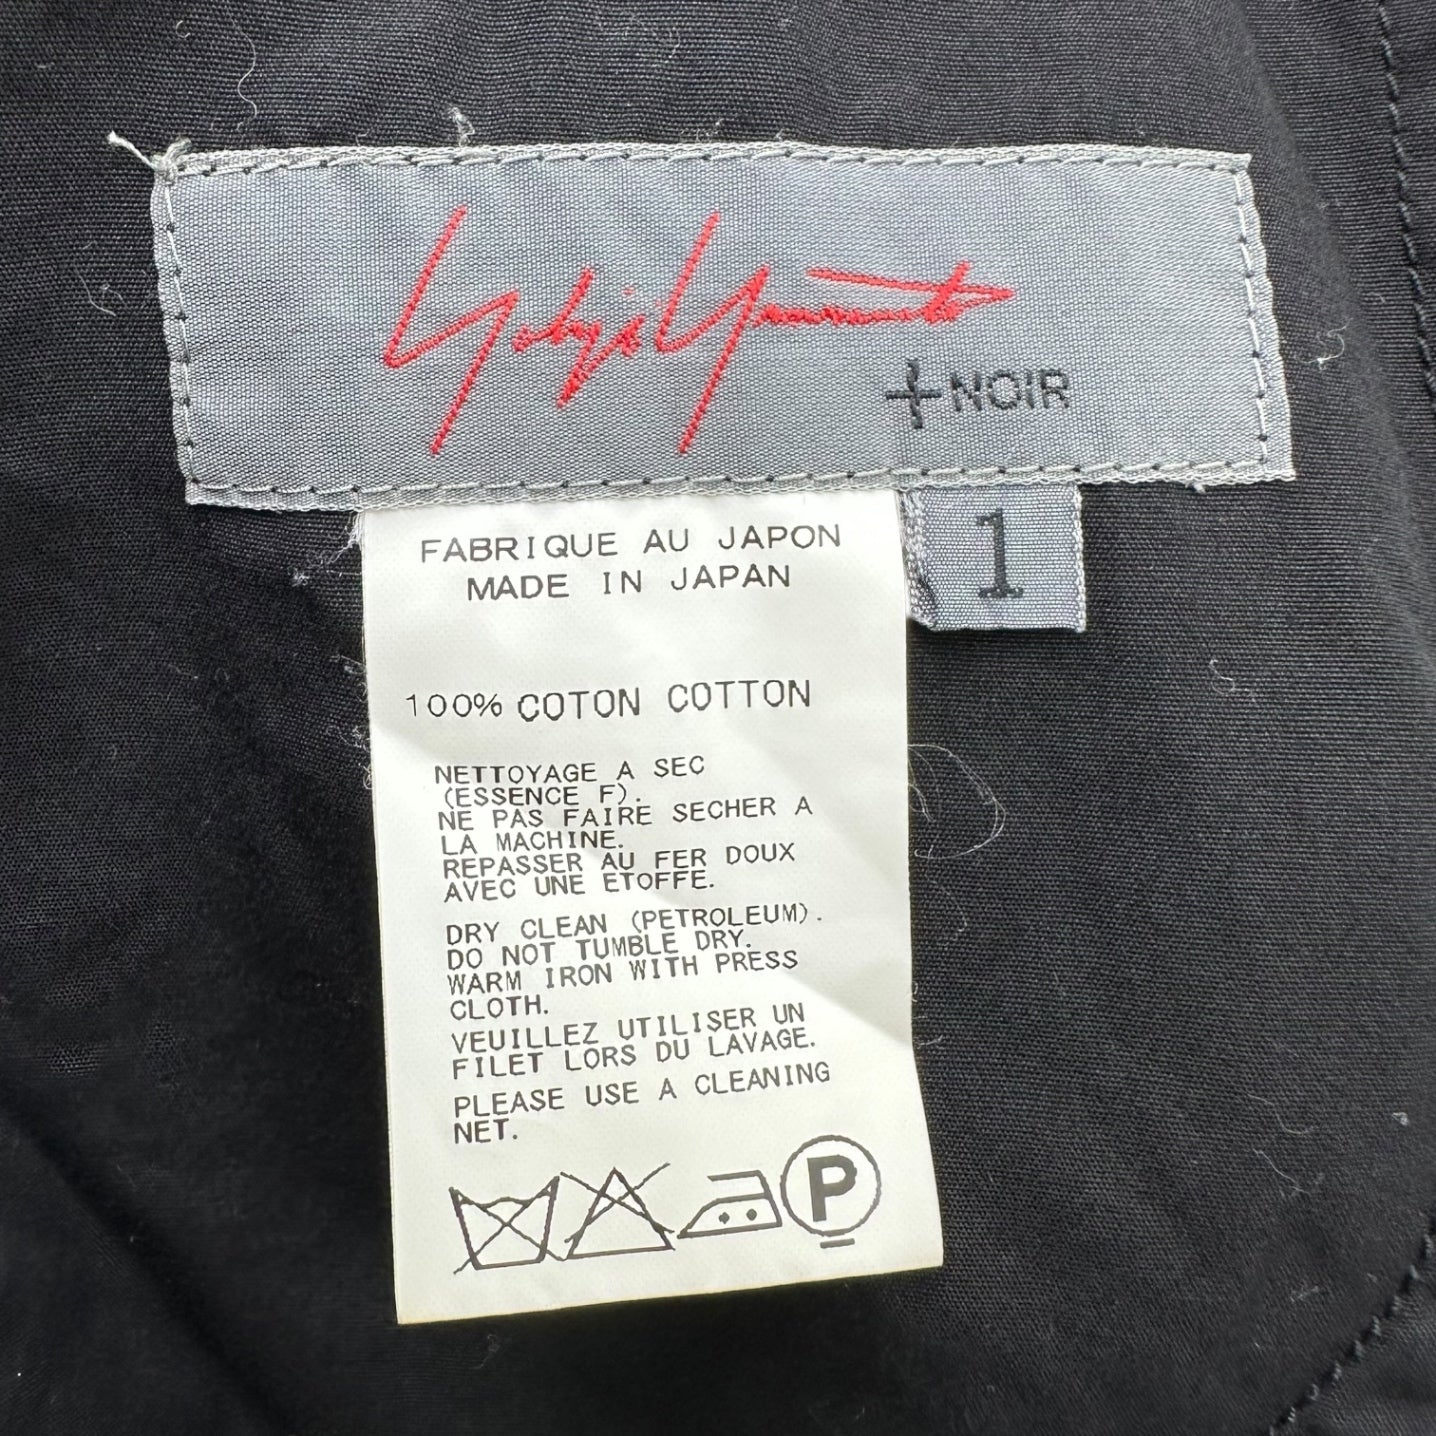 Yohji Yamamoto
+NOIR
1
FABRIQUE AU JAPON
MADE IN JAPAN
100% COTON COTTON
NETTOYAGE A SEC
(ESSENCE F).
NE PAS FAIRE SECHER A
LA MACHINE.
REPASSER AU FER DOUX
AVEC UNE ETOFFE.
DRY CLEAN (PETROLEUM).
DO NOT TUMBLE DRY.
WARM IRON WITH PRESS
CLOTH.
VEUILLEZ UTILISER UN
FILET LORS DU LAVAGE.
PLEASE USE A CLEANING
NET.
P